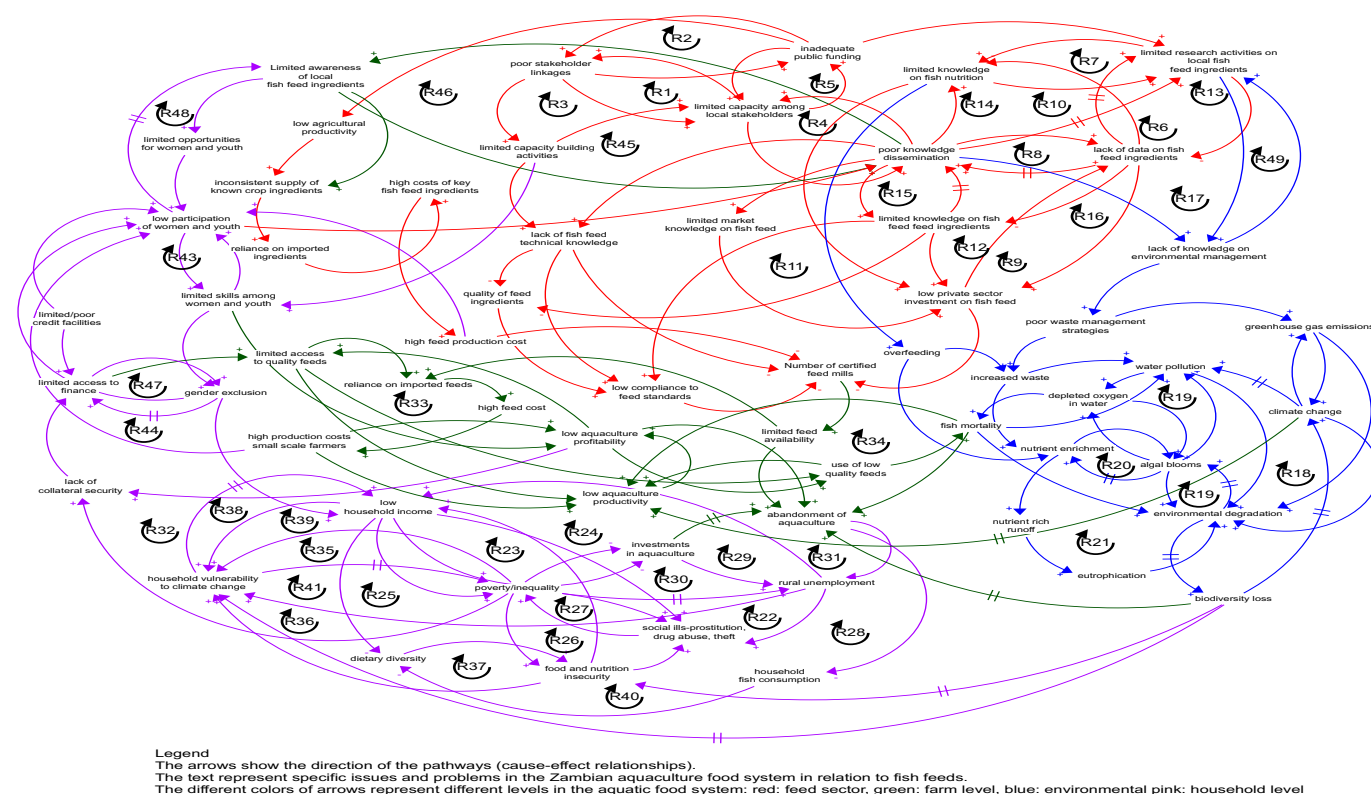 R2
inadequate
public funding
poor stakeholder
linkages
limited research activities on
local fish
feed ingredients
Limited awareness
of local
fish feed ingredients
R7
limited knowledge
on fish nutrition
R5
R46
R1
R13
R3
R14
R10
limited capacity among
local stakeholders
R48
R4
low agricultural
productivity
R6
limited opportunities
for women and youth
R45
limited capacity building
activities
poor knowledge
dissemination
R8
lack of data on fish
feed ingredients
R49
inconsistent supply of
known crop ingredients
high costs of key
fish feed ingredients
R15
R17
low participation
of women and youth
limited market
knowledge on fish feed
limited knowledge on fish
feed feed ingredients
R16
lack of fish feed
technical knowledge
R43
reliance on imported
ingredients
R12
R9
lack of knowledge on
environmental management
R11
limited skills among
women and youth
quality of feed
ingredients
low private sector
investment on fish feed
limited/poor
credit facilities
poor waste management
strategies
greenhouse gas emissions
high feed production cost
limited access
to quality feeds
overfeeding
Number of certified
feed mills
water pollution
increased waste
limited access to
finance
R47
gender exclusion
reliance on imported feeds
low compliance to
feed standards
R33
high feed cost
depleted oxygen
in water
R19
climate change
R44
high production costs
small scale farmers
low aquaculture
profitability
limited feed
availability
R34
fish mortality
nutrient enrichment
R20
algal blooms
R18
use of low
quality feeds
lack of
collateral security
R19
low aquaculture
productivity
R38
R39
low
household income
abandonment of
aquaculture
environmental degradation
R32
R24
nutrient rich
runoff
R35
R23
investments
in aquaculture
R29
R31
R21
household vulnerability
to climate change
R41
R25
poverty/inequality
R30
rural unemployment
eutrophication
R36
R27
R22
biodiversity loss
social ills-prostitution,
drug abuse, theft
R28
R26
dietary diversity
R37
food and nutrition
insecurity
household
fish consumption
R40
Legend
The arrows show the direction of the pathways (cause-effect relationships).
The text represent specific issues and problems in the Zambian aquaculture food system in relation to fish feeds.
The different colors of arrows represent different levels in the aquatic food system: red: feed sector, green: farm level, blue: environmental pink: household level